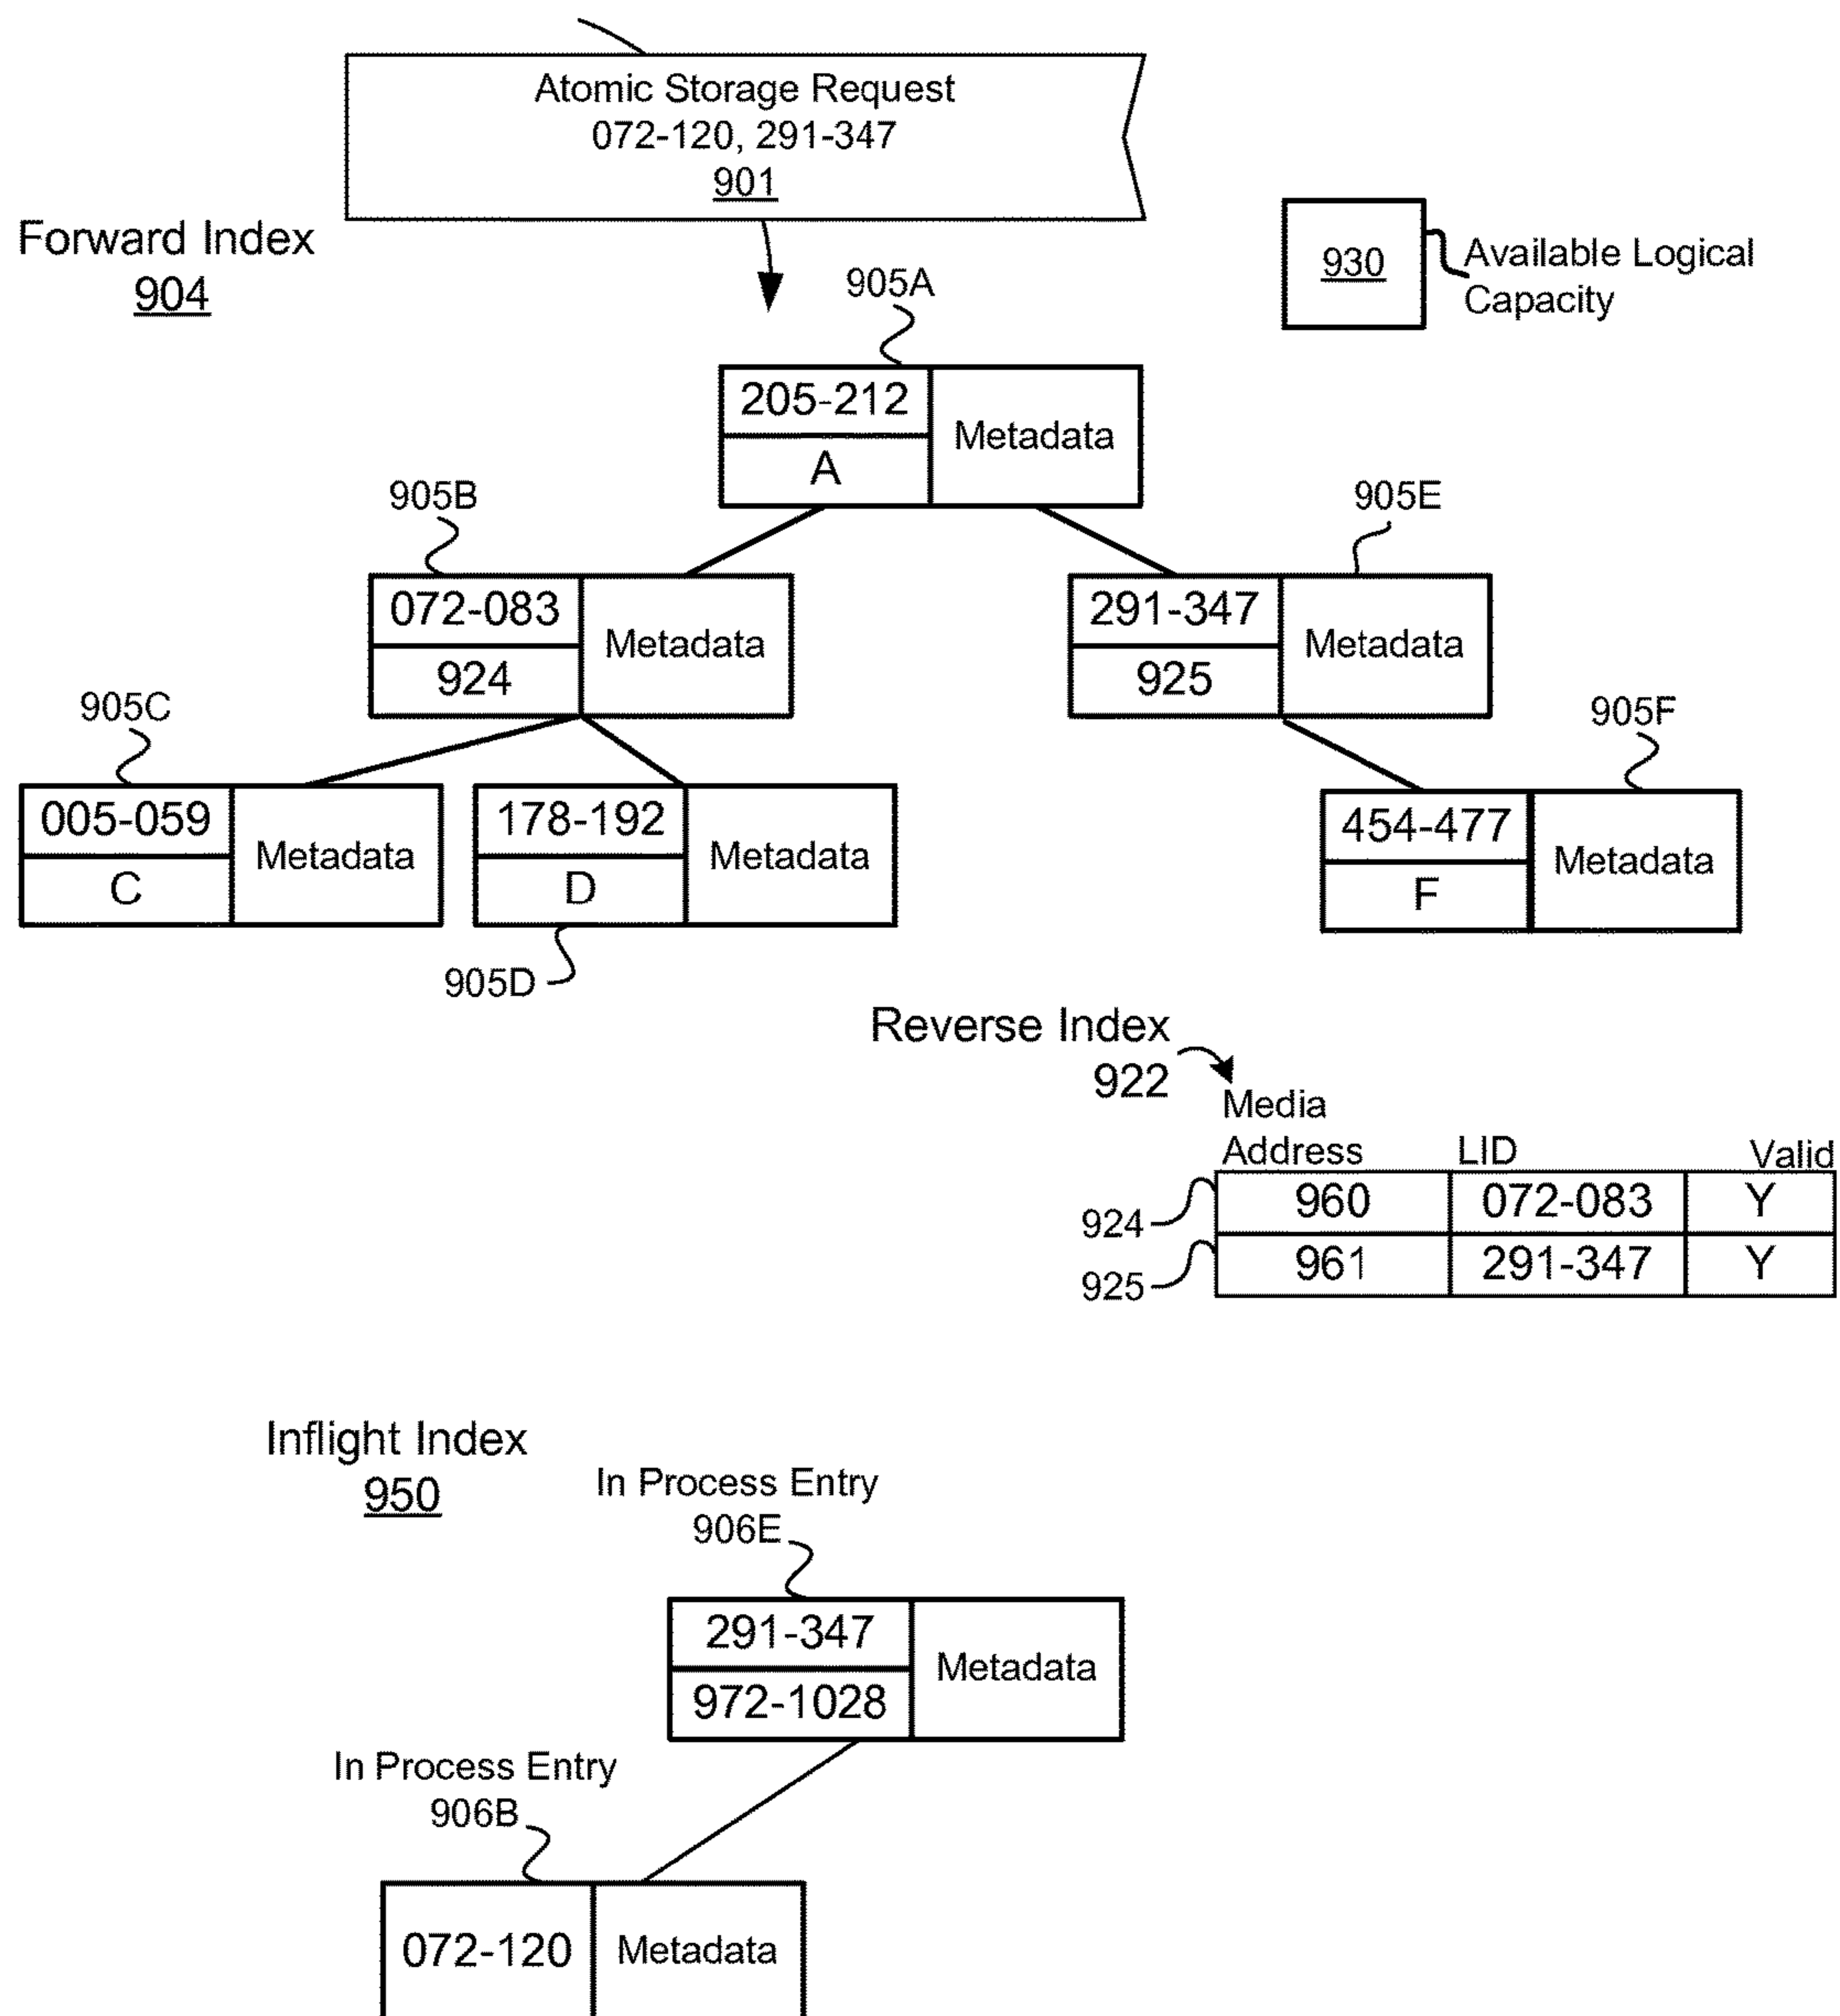 Atomic Storage Request
072-120, 291-347
901
Forward Index
904
930
Available Logical
Capacity
905A
205-212
Metadata
A
905B
905E
072-083
Metadata
924
291-347
Metadata
925
905C
905F
005-059
Metadata
C
178-192
Metadata
D
454-477
Metadata
F
905D
Reverse Index
922
Media
Address
LID
Valid
924
960
072-083
Y
925
961
291-347
Y
Inflight Index
950
In Process Entry
906E
291-347
Metadata
972-1028
In Process Entry
906B
072-120
Metadata